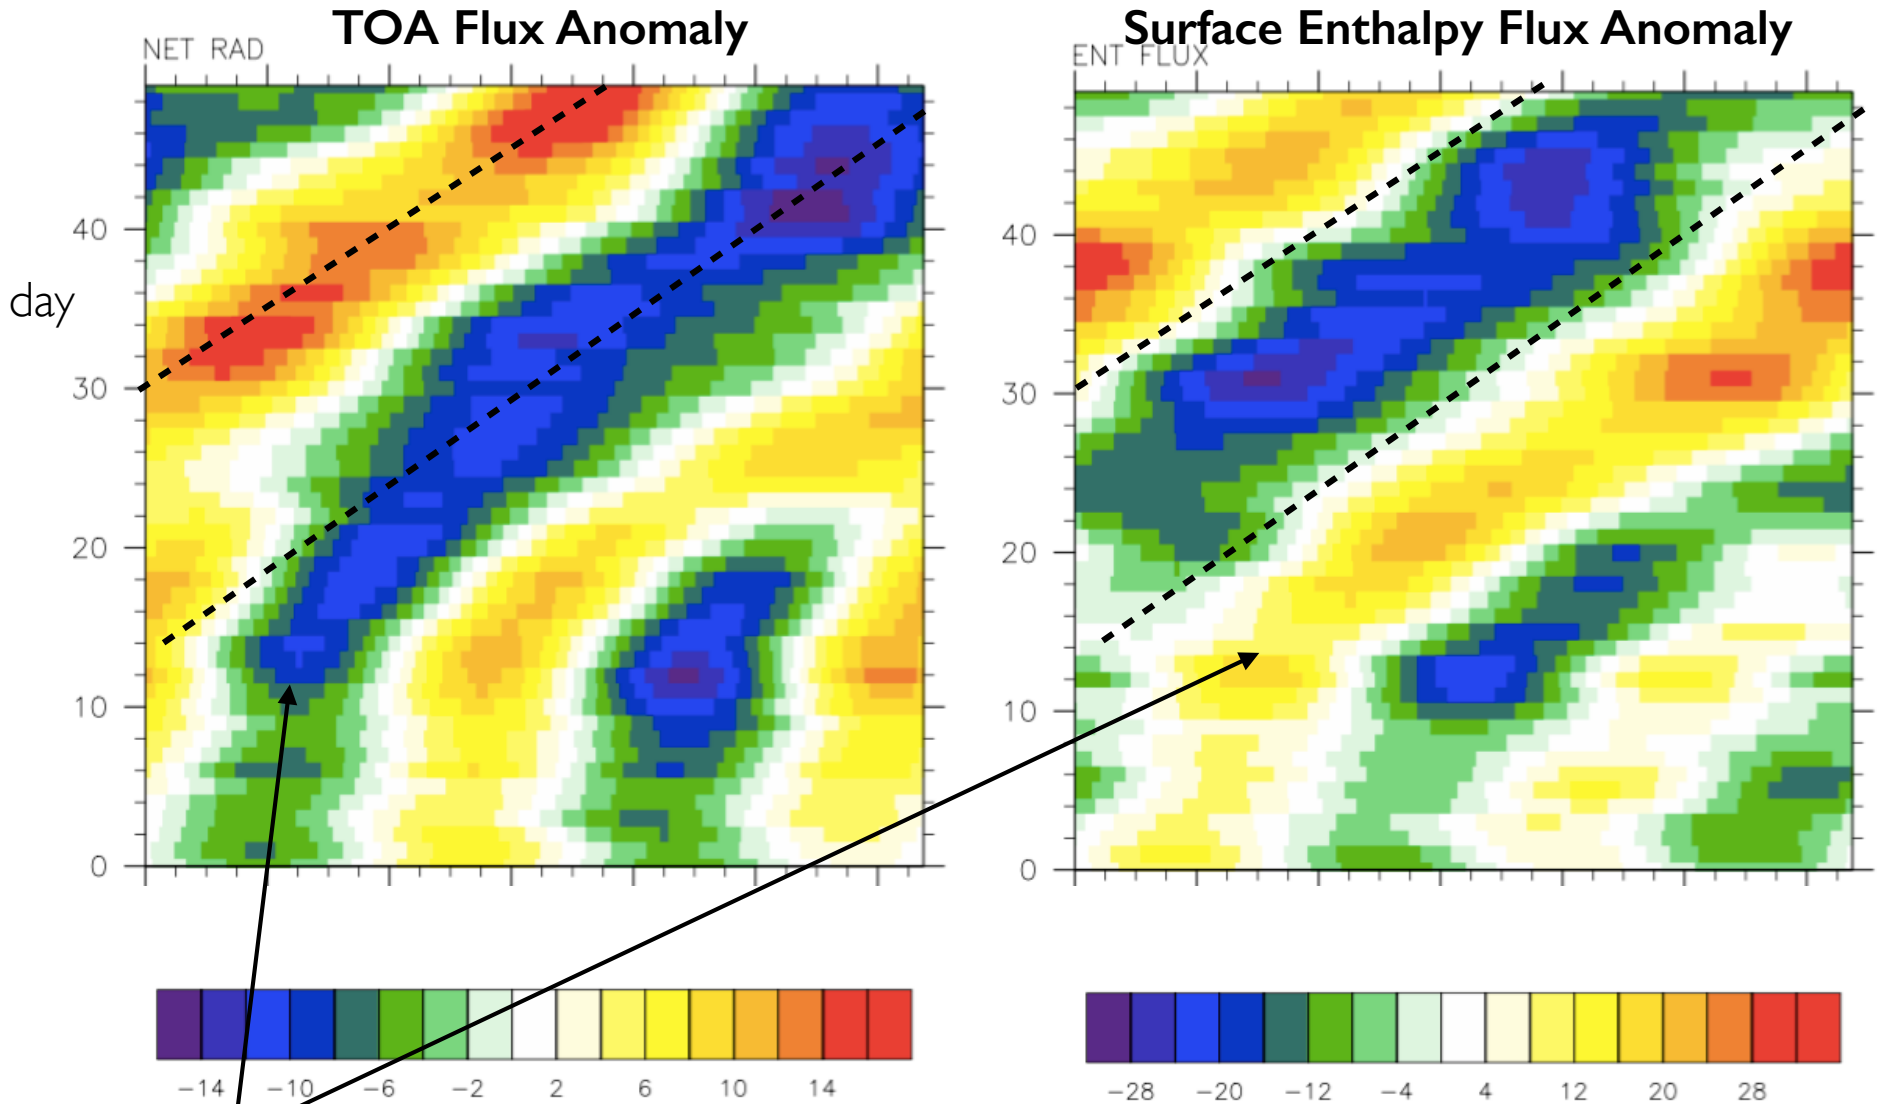 TOA Flux Anomaly
NET RAD
day
40
30
20
10
0
−14 −10 −6 −2 2 6 10 14
Surface Enthalpy Flux Anomaly
ENT FLUX
40
30
20
10
0
−28 −20 −12 −4 4 12 20 28